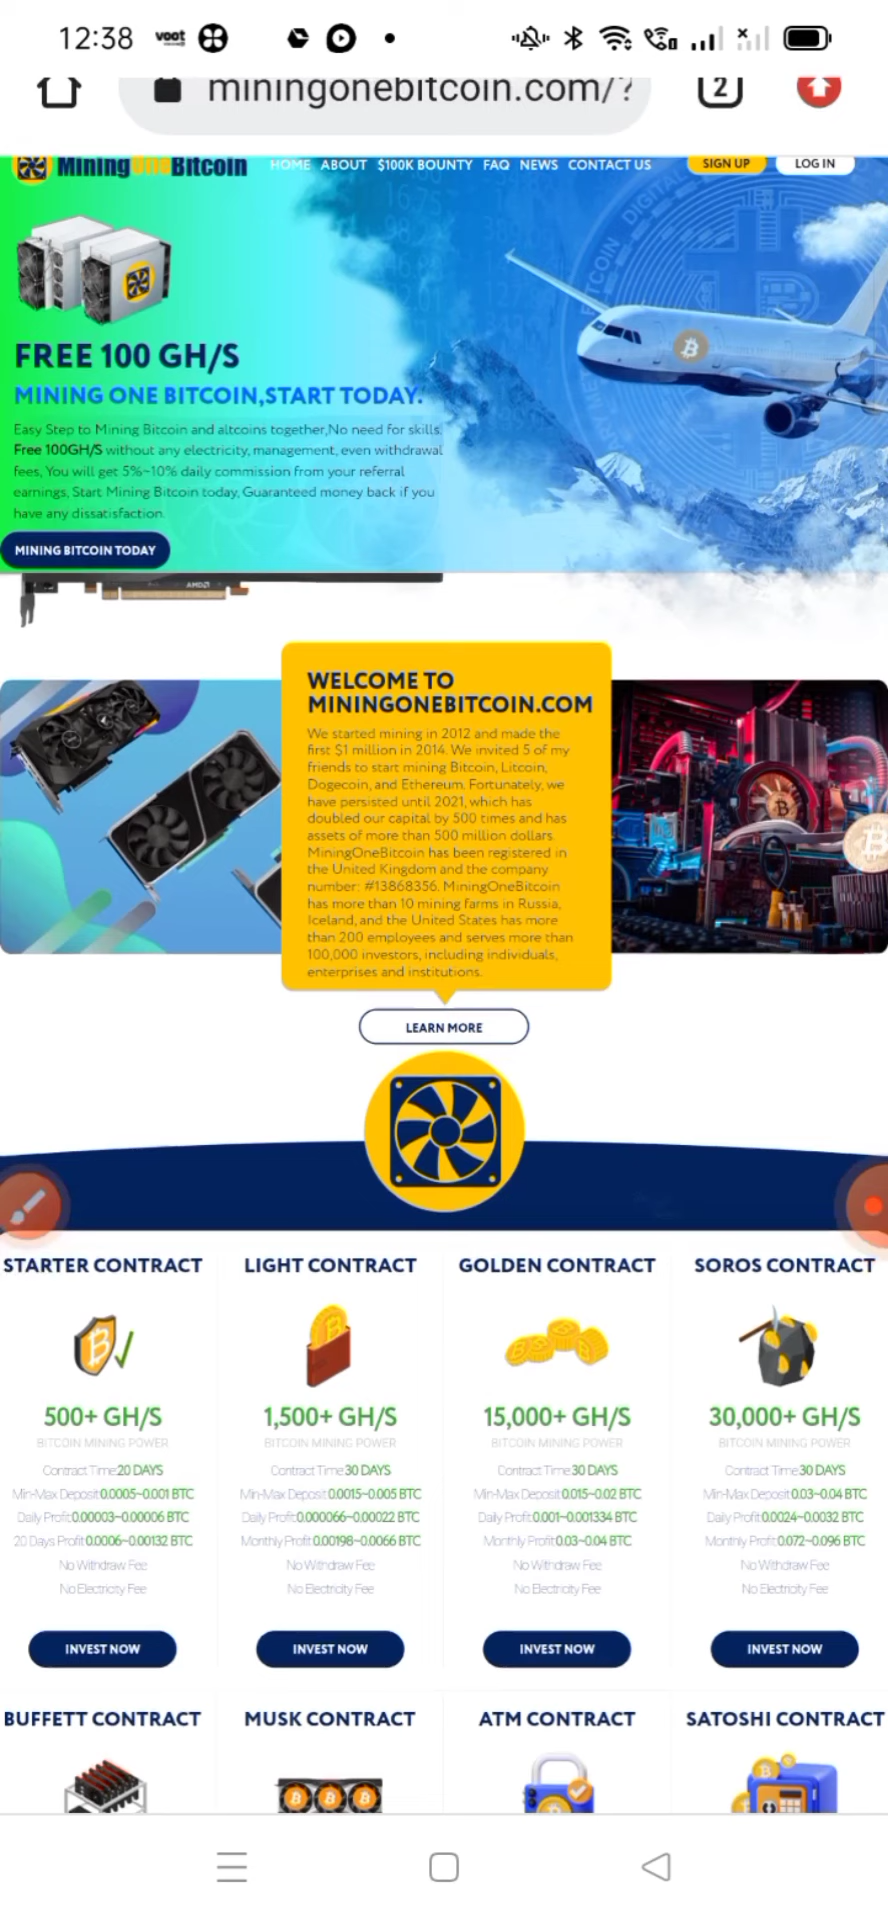 12:38
voot
miningonebitcoin.com/?
2
MiningOneBitcoin
HOME ABOUT $100K BOUNTY FAQ NEWS CONTACT US
SIGN UP
LOG IN
FREE 100 GH/S
MINING ONE BITCOIN,START TODAY.
Easy Step to Mining Bitcoin and altcoins together,No need for skills.
Free 100GH/S without any electricity, management, even withdrawal
fees, You will get 5%~10% daily commission from your referral
earnings, Start Mining Bitcoin today, Guaranteed money back if you
have any dissatisfaction.
MINING BITCOIN TODAY
BITCOIN DIGITAL
AMD
WELCOME TO
MININGONEBITCOIN.COM
We started mining in 2012 and made the
first $1 million in 2014. We invited 5 of my
friends to start mining Bitcoin, Litcoin,
Dogecoin, and Ethereum. Fortunately, we
have persisted until 2021, which has
doubled our capital by 500 times and has
assets of more than 500 million dollars.
MiningOneBitcoin has been registered in
the United Kingdom and the company
number: #13868356. MiningOneBitcoin
has more than 10 mining farms in Russia,
Iceland, and the United States has more
than 200 employees and serves more than
100,000 investors, including individuals,
enterprises and institutions.
LEARN MORE
STARTER CONTRACT
500+ GH/S
BITCOIN MINING POWER
Contract Time:20 DAYS
Min-Max Deposit:0.0005~0.001 BTC
Daily Profit:0.00003~0.00006 BTC
20 Days Profit:0.0006~0.00132 BTC
No Withdraw Fee
No Electricity Fee
INVEST NOW
LIGHT CONTRACT
1,500+ GH/S
BITCOIN MINING POWER
Contract Time:30 DAYS
Min-Max Deposit:0.0015~0.005 BTC
Daily Profit:0.000066~0.00022 BTC
Monthly Profit:0.00198~0.0066 BTC
No Withdraw Fee
No Electricity Fee
INVEST NOW
GOLDEN CONTRACT
15,000+ GH/S
BITCOIN MINING POWER
Contract Time:30 DAYS
Min-Max Deposit:0.015~0.02 BTC
Daily Profit:0.001~0.001334 BTC
Monthly Profit:0.03~0.04 BTC
No Withdraw Fee
No Electricity Fee
INVEST NOW
SOROS CONTRACT
30,000+ GH/S
BITCOIN MINING POWER
Contract Time:30 DAYS
Min-Max Deposit:0.03~0.04 BTC
Daily Profit:0.0024~0.0032 BTC
Monthly Profit:0.072~0.096 BTC
No Withdraw Fee
No Electricity Fee
INVEST NOW
BUFFETT CONTRACT
MUSK CONTRACT
ATM CONTRACT
SATOSHI CONTRACT